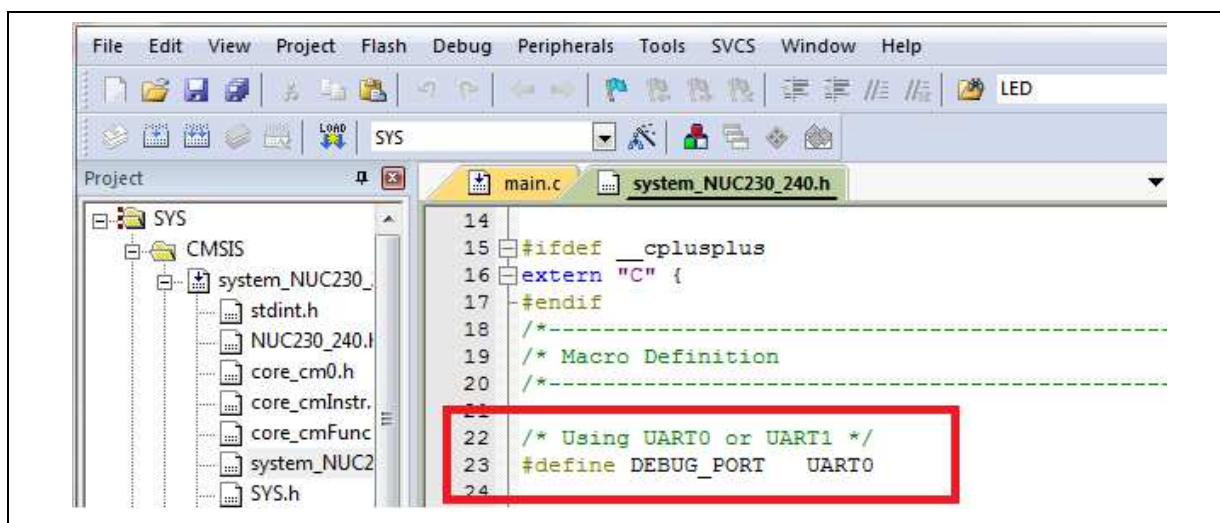 File Edit View Project Flash Debug Peripherals Tools SVCS Window Help
LED
LOAD
SYS
Project
main.c
system_NUC230_240.h
SYS
CMSIS
system_NUC230_.
stdint.h
NUC230_240.H
core_cm0.h
core_cmInstr.
core_cmFunc
system_NUC2
SYS.h
14
15 #ifdef __cplusplus
16 extern "C" {
17 #endif
18 /*-----------------------------------------------
19 /* Macro Definition
20 /*-----------------------------------------------
21
22 /* Using UART0 or UART1 */
23 #define DEBUG_PORT   UART0
24